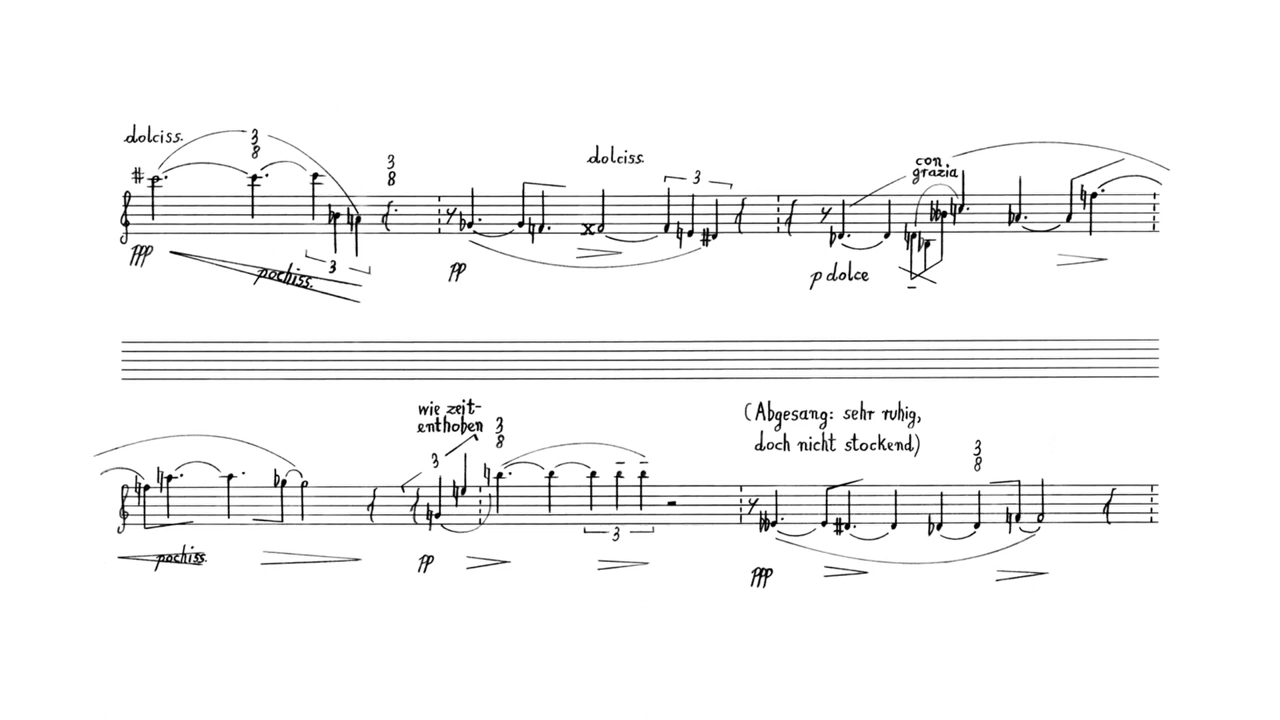 dolciss.
3
8
3
8
dolciss.
3
con
grazia
ppp
pochiss.
3
pp
p dolce
wie zeit-
enthoben
3
8
3
(Abgesang: sehr ruhig,
doch nicht stockend)
3
8
pochiss.
pp
3
ppp